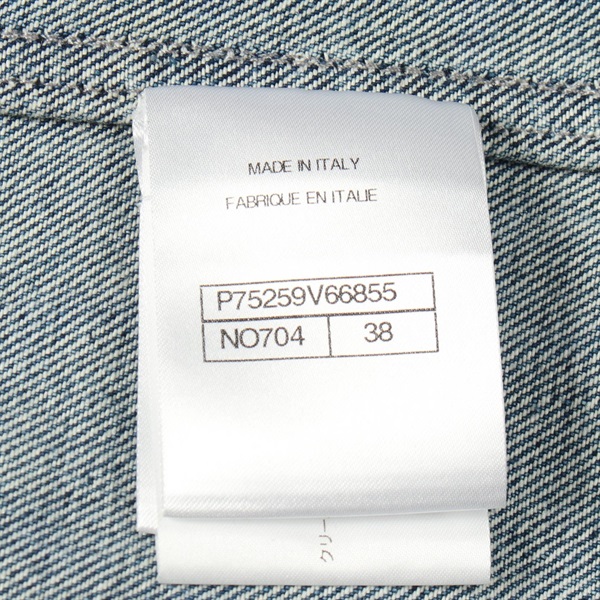 MADE IN ITALY
FABRIQUE EN ITALIE
P75259V66855
NO704 38
クリー